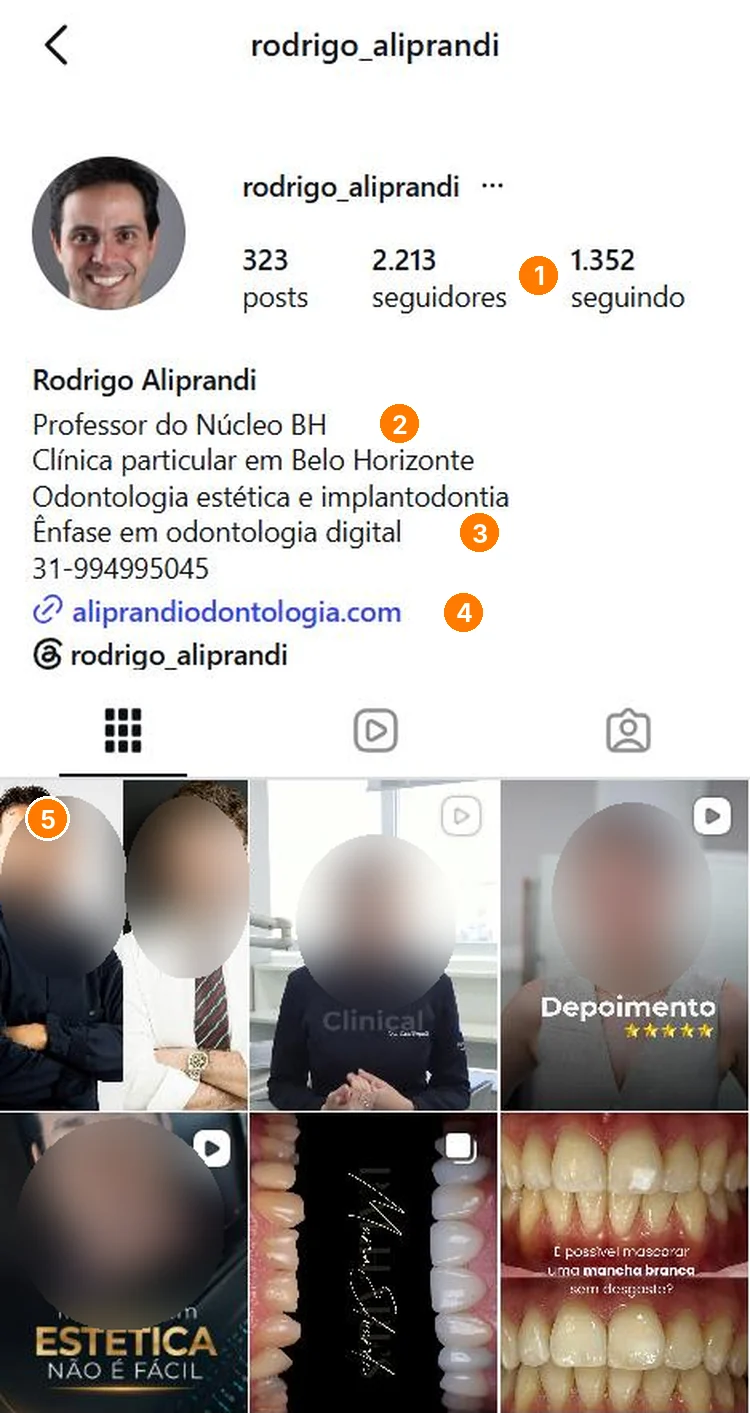 rodrigo_aliprandi
rodrigo_aliprandi ...
323 2.213 1 1.352
posts seguidores seguindo
Rodrigo Aliprandi
Professor do Núcleo BH 2
Clínica particular em Belo Horizonte
Odontologia estética e implantodontia
Ênfase em odontologia digital 3
31-994995045
aliprandiodontologia.com 4
rodrigo_aliprandi
5
Clinical
Depoimento
ESTETICA
NÃO É FÁCIL
É possível mascarar
uma mancha branca
sem desgaste?